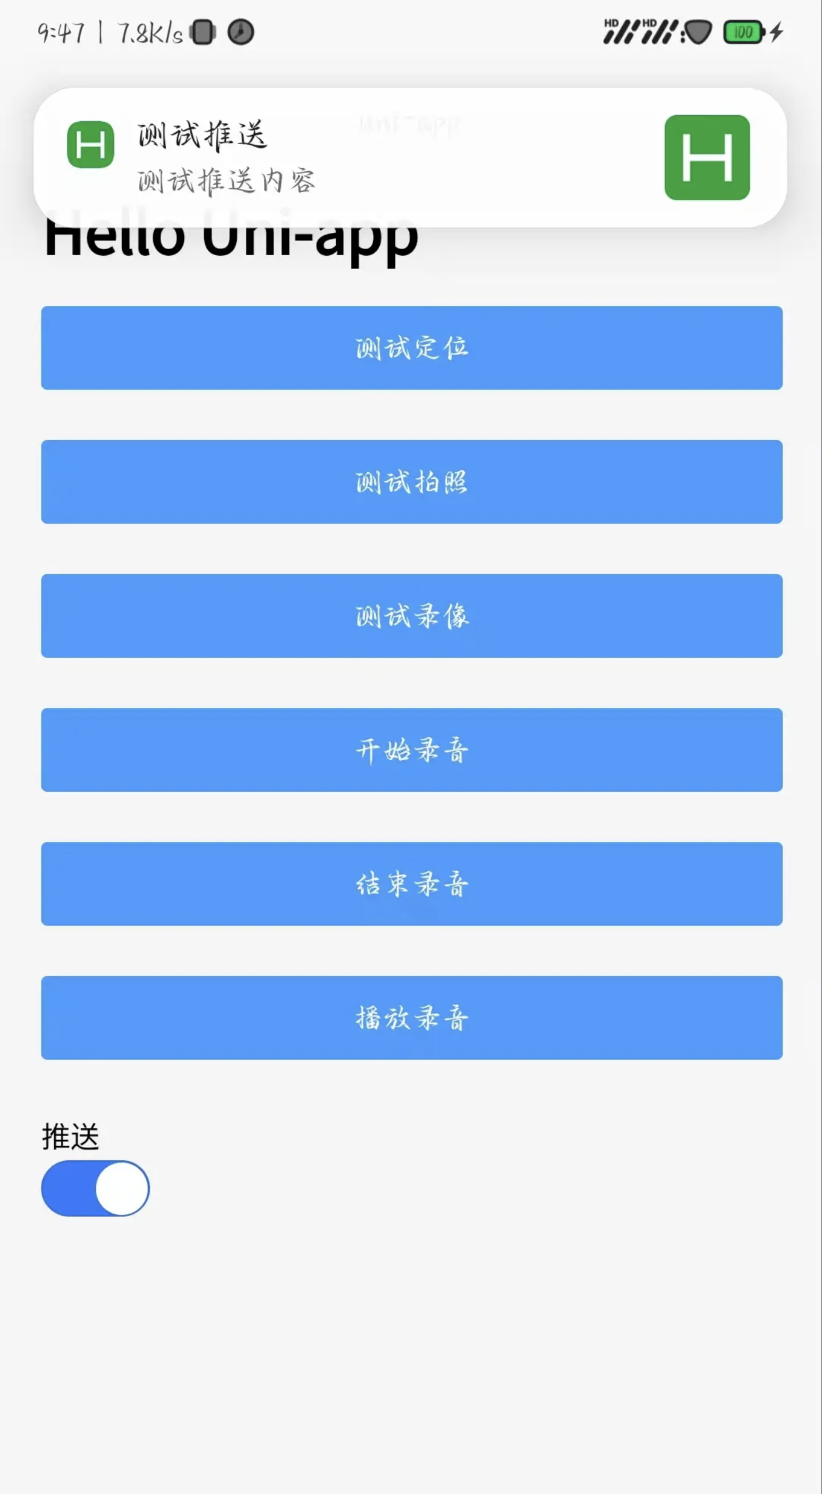 9:47 | 7.8K/s
HD HD 100
uni-app
H 测试推送 H
测试推送内容
Hello Uni-app
测试定位
测试拍照
测试录像
开始录音
结束录音
播放录音
推送